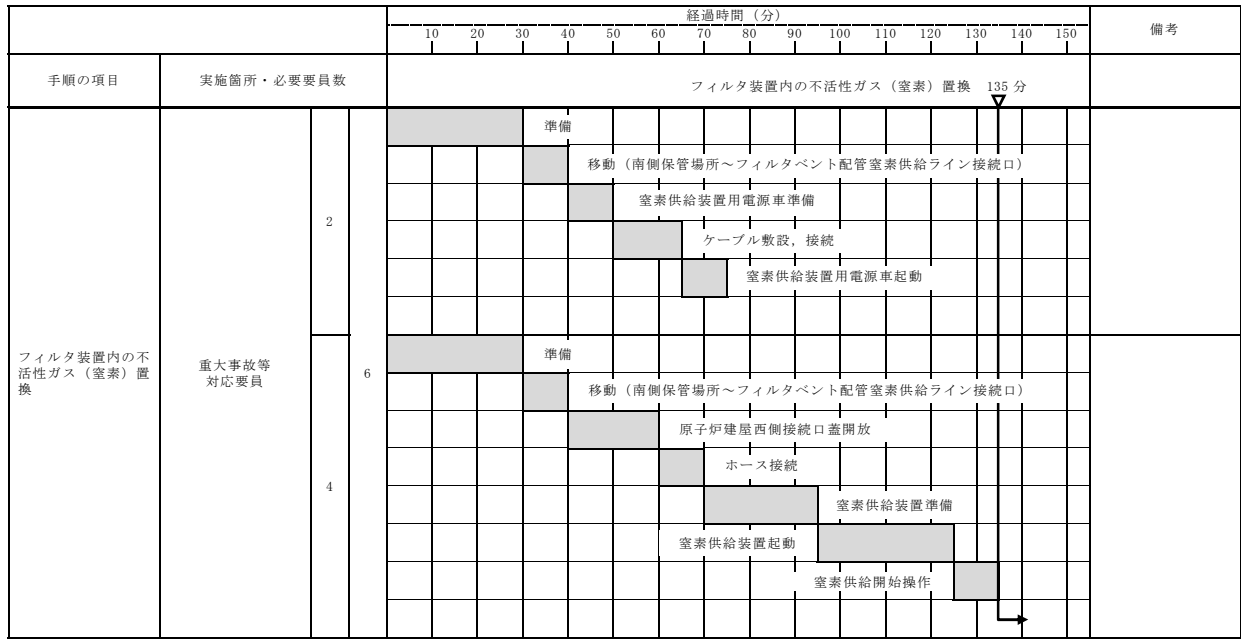 経過時間（分）
備考
10 20 30 40 50 60 70 80 90 100 110 120 130 140 150
手順の項目
実施箇所・必要要員数
フィルタ装置内の不活性ガス（窒素）置換 135 分
準備
移動（南側保管場所～フィルタベント配管窒素供給ライン接続口）
窒素供給装置用電源車準備
2
ケーブル敷設，接続
窒素供給装置用電源車起動
フィルタ装置内の不
活性ガス（窒素）置
換
重大事故等
対応要員
6
準備
移動（南側保管場所～フィルタベント配管窒素供給ライン接続口）
原子炉建屋西側接続口蓋開放
ホース接続
4
窒素供給装置準備
窒素供給装置起動
窒素供給開始操作